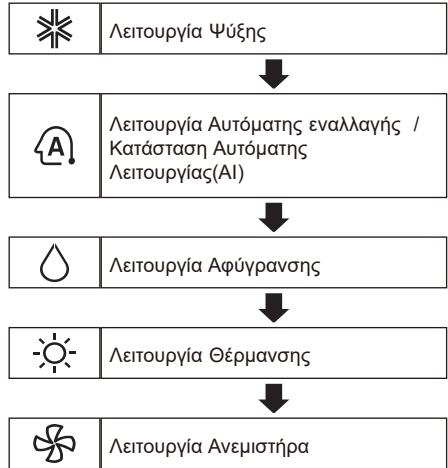 Λειτουργία Ψύξης
A
Λειτουργία Αυτόματης εναλλαγής /
Κατάσταση Αυτόματης
Λειτουργίας(AI)
Λειτουργία Αφύγρανσης
Λειτουργία Θέρμανσης
Λειτουργία Ανεμιστήρα